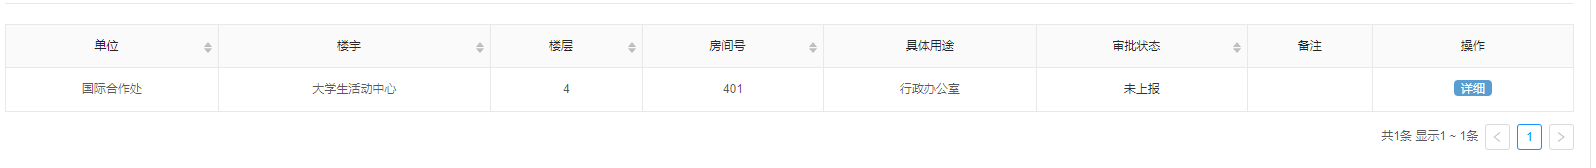 单位 楼宇 楼层 房间号 具体用途 审批状态 备注 操作
国际合作处 大学生活动中心 4 401 行政办公室 未上报 详细
共1条 显示1 ~ 1条 < 1 >